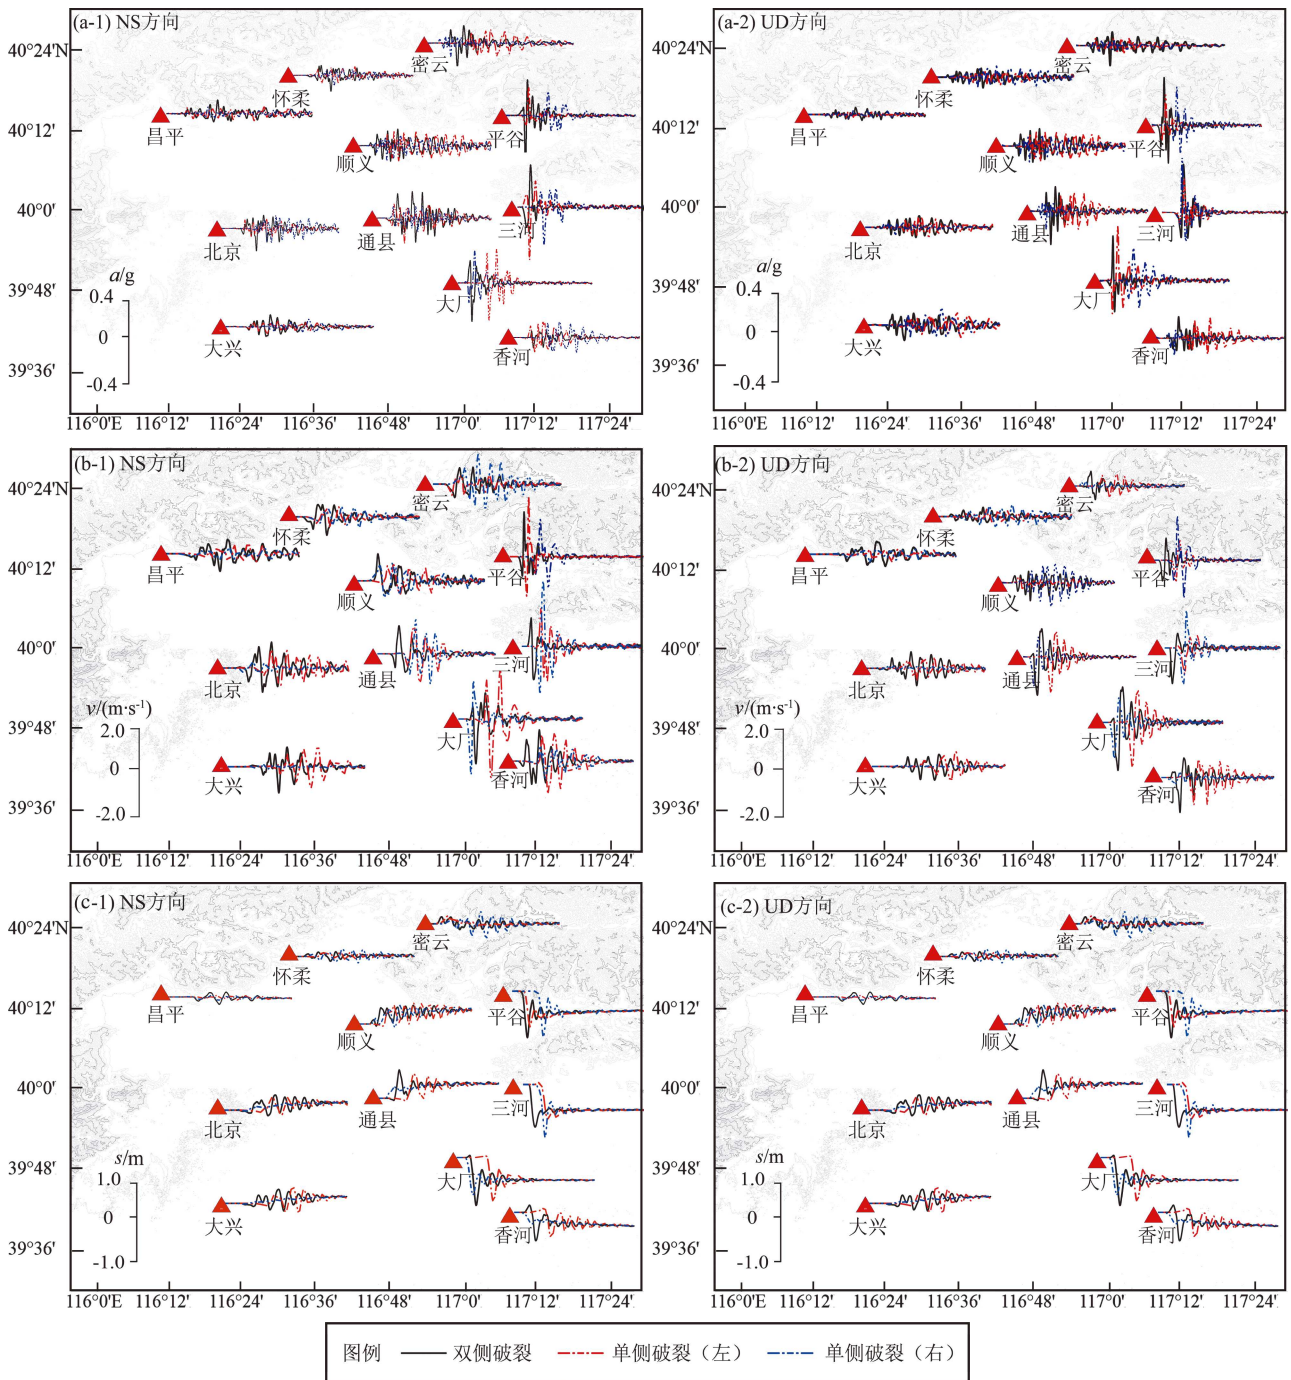 (a-1) NS方向
40°24'N
密云
怀柔
昌平
40°12'
平谷
顺义
40°0'
三河
通县
北京
a/g
39°48'
0.4
大厂
0
大兴
香河
39°36'
-0.4
116°0'E 116°12' 116°24' 116°36' 116°48' 117°0' 117°12' 117°24'
(a-2) UD方向
40°24'N
密云
怀柔
昌平
40°12'
平谷
顺义
40°0'
三河
通县
北京
a/g
39°48'
0.4
大厂
0
大兴
香河
39°36'
-0.4
116°0'E 116°12' 116°24' 116°36' 116°48' 117°0' 117°12' 117°24'
(b-1) NS方向
40°24'N
密云
怀柔
昌平
40°12'
平谷
顺义
40°0'
三河
通县
北京
v/(m·s⁻¹)
39°48'
2.0
大厂
0
大兴
香河
39°36'
-2.0
116°0'E 116°12' 116°24' 116°36' 116°48' 117°0' 117°12' 117°24'
(b-2) UD方向
40°24'N
密云
怀柔
昌平
40°12'
平谷
顺义
40°0'
三河
通县
北京
v/(m·s⁻¹)
39°48'
2.0
大厂
0
大兴
香河
39°36'
-2.0
116°0'E 116°12' 116°24' 116°36' 116°48' 117°0' 117°12' 117°24'
(c-1) NS方向
40°24'N
密云
怀柔
昌平
40°12'
平谷
顺义
40°0'
三河
通县
北京
s/m
39°48'
1.0
大厂
0
大兴
香河
39°36'
-1.0
116°0'E 116°12' 116°24' 116°36' 116°48' 117°0' 117°12' 117°24'
(c-2) UD方向
40°24'N
密云
怀柔
昌平
40°12'
平谷
顺义
40°0'
三河
通县
北京
s/m
39°48'
1.0
大厂
0
大兴
香河
39°36'
-1.0
116°0'E 116°12' 116°24' 116°36' 116°48' 117°0' 117°12' 117°24'
图例 双侧破裂 单侧破裂（左） 单侧破裂（右）